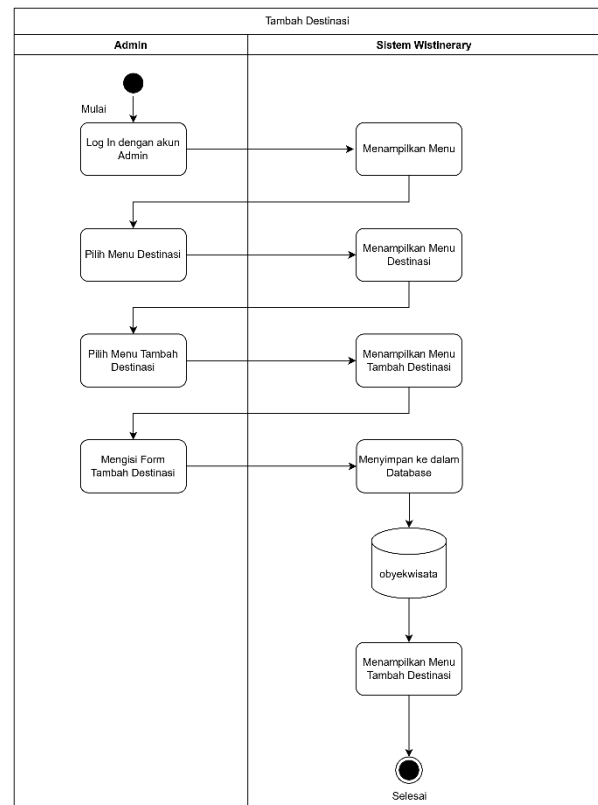 Tambah Destinasi
Admin
Sistem Wistinerary
Mulai
Log In dengan akun
Admin
Menampilkan Menu
Pilih Menu Destinasi
Menampilkan Menu
Destinasi
Pilih Menu Tambah
Destinasi
Menampilkan Menu
Tambah Destinasi
Mengisi Form
Tambah Destinasi
Menyimpan ke dalam
Database
obyekwisata
Menampilkan Menu
Tambah Destinasi
Selesai